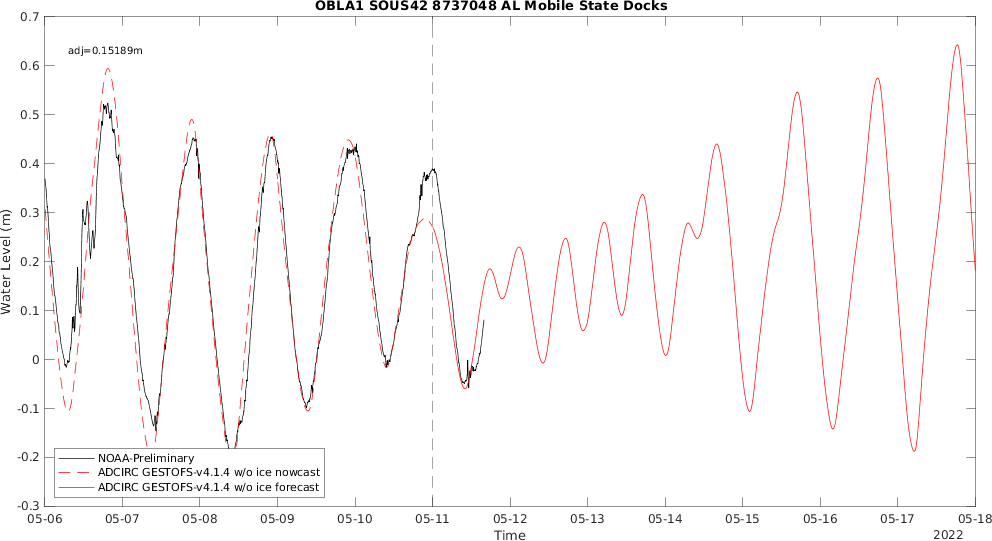 OBLA1 SOUS42 8737048 AL Mobile State Docks
adj=0.15189m
0.7
0.6
0.5
0.4
0.3
0.2
0.1
0
-0.1
-0.2
-0.3
Water Level (m)
NOAA-Preliminary
ADCIRC GESTOFS-v4.1.4 w/o ice nowcast
ADCIRC GESTOFS-v4.1.4 w/o ice forecast
05-06 05-07 05-08 05-09 05-10 05-11 05-12 05-13 05-14 05-15 05-16 05-17 05-18
Time
2022